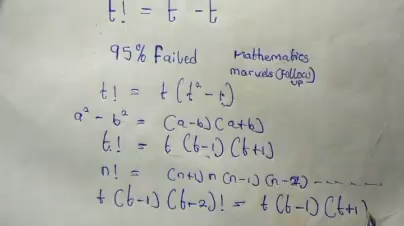 t! = t - t
95% Failed
Mathematics
marvels (Follow)
up
t! = t(t² - 1)
a² - b² = (a-b)(a+b)
t! = t(t-1)(t+1)
n! = (n+1)n(n-1)(n-2)------
t(t-1)(t-2)! = t(t-1)(t+1)